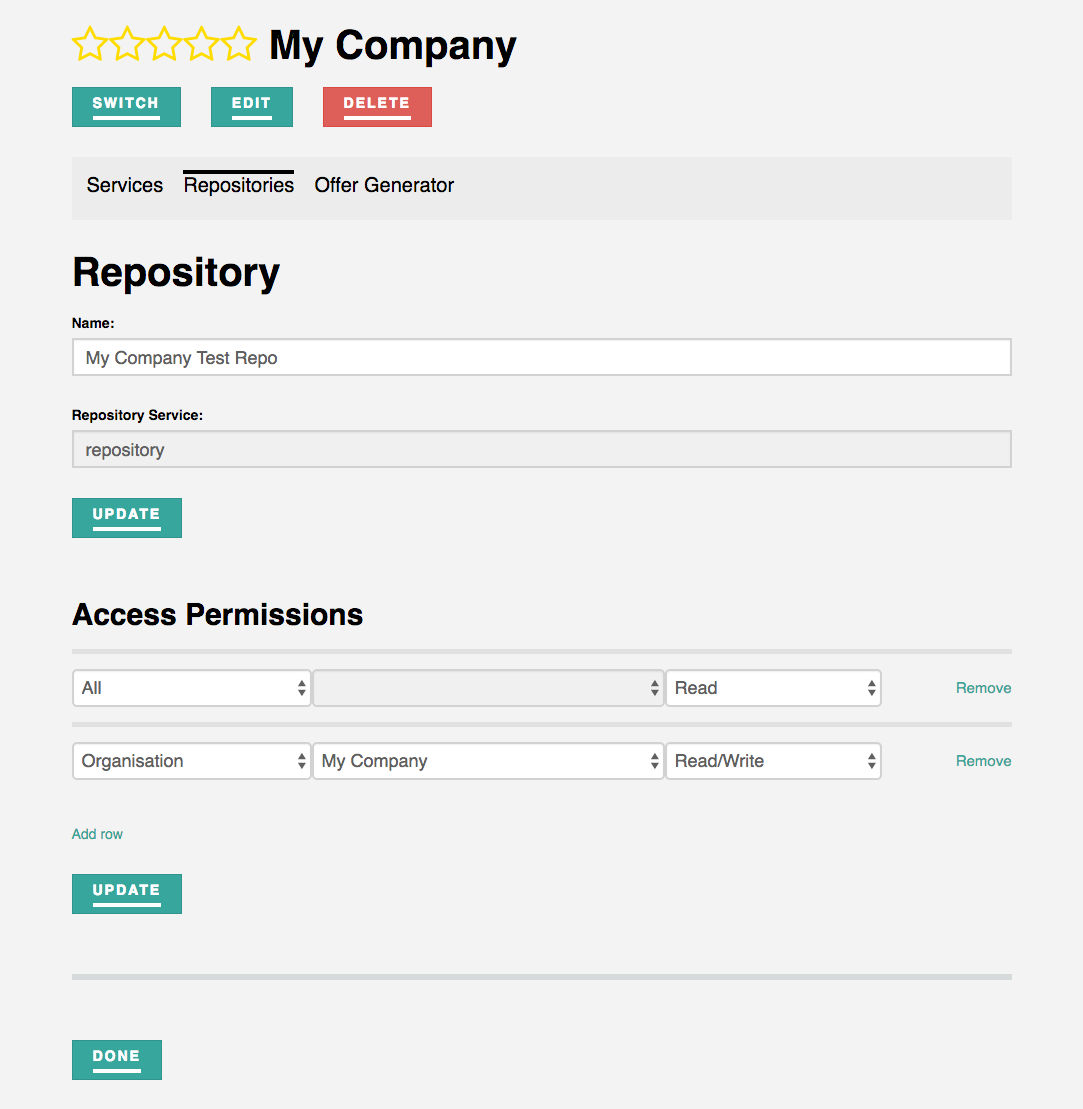 My Company
SWITCH EDIT DELETE
Services Repositories Offer Generator
Repository
Name:
My Company Test Repo
Repository Service:
repository
UPDATE
Access Permissions
All Read Remove
Organisation My Company Read/Write Remove
Add row
UPDATE
DONE